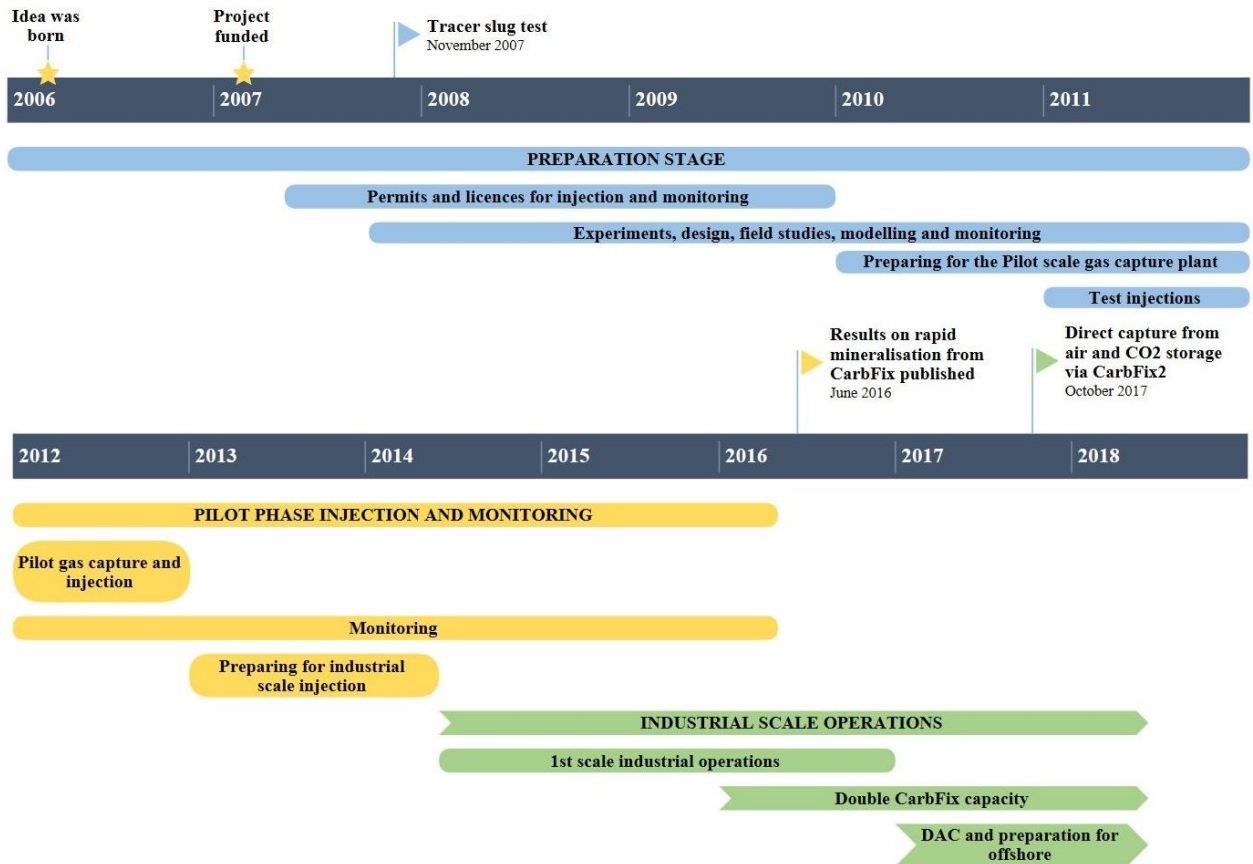 Idea was
born
Project
funded
Tracer slug test
November 2007
2006 2007 2008 2009 2010 2011
PREPARATION STAGE
Permits and licences for injection and monitoring
Experiments, design, field studies, modelling and monitoring
Preparing for the Pilot scale gas capture plant
Test injections
Results on rapid
mineralisation from
CarbFix published
June 2016
Direct capture from
air and CO2 storage
via CarbFix2
October 2017
2012 2013 2014 2015 2016 2017 2018
PILOT PHASE INJECTION AND MONITORING
Pilot gas capture and
injection
Monitoring
Preparing for industrial
scale injection
INDUSTRIAL SCALE OPERATIONS
1st scale industrial operations
Double CarbFix capacity
DAC and preparation for
offshore